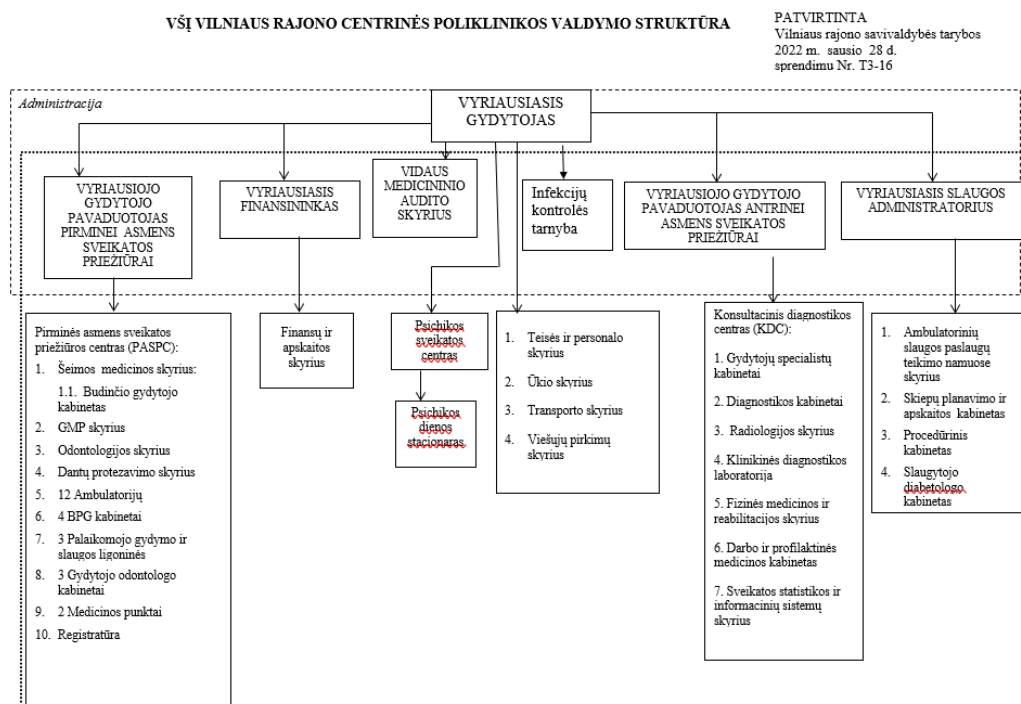 VŠĮ VILNIAUS RAJONO CENTRINĖS POLIKLINIKOS VALDYMO STRUKTŪRA
PATVIRTINTA
Vilniaus rajono savivaldybės tarybos
2022 m. sausio 28 d.
sprendimu Nr. T3-16
Administracija
VYRIAUSIASIS
GYDYTOJAS
VYRIAUSIOJO
GYDYTOJO
PAVADUOTOJAS
PIRMINEI ASMENS
SVEIKATOS
PRIEŽIŪRAI
VYRIAUSIASIS
FINANSININKAS
VIDAUS
MEDICININIO
AUDITO
SKYRIUS
Infekcijų
kontrolės
tarnyba
VYRIAUSIOJO GYDYTOJO
PAVADUOTOJAS ANTRINEI
ASMENS SVEIKATOS
PRIEŽIŪRAI
VYRIAUSIASIS SLAUGOS
ADMINISTRATORIUS
Pirminės asmens sveikatos
priežiūros centras (PASPC):
1. Šeimos medicinos skyrius:
1.1. Budinčio gydytojo
kabinetas
2. GMP skyrius
3. Odontologijos skyrius
4. Dantų protezavimo skyrius
5. 12 Ambulatorijų
6. 4 BPG kabinetai
7. 3 Palaikomojo gydymo ir
slaugos ligoninės
8. 3 Gydytojo odontologo
kabinetai
9. 2 Medicinos punktai
10. Registratūra
Finansų ir
apskaitos
skyrius
Psichikos
sveikatos
centras
Psichikos
dienos
stacionaras
1. Teisės ir personalo
skyrius
2. Ūkio skyrius
3. Transporto skyrius
4. Viešųjų pirkimų
skyrius
Konsultacinis diagnostikos
centras (KDC):
1. Gydytojų specialistų
kabinetai
2. Diagnostikos kabinetai
3. Radiologijos skyrius
4. Klinikinės diagnostikos
laboratorija
5. Fizinės medicinos ir
reabilitacijos skyrius
6. Darbo ir profilaktinės
medicinos kabinetas
7. Sveikatos statistikos ir
informacinių sistemų
skyrius
1. Ambulatorinių
slaugos paslaugų
teikimo namuose
skyrius
2. Skiepų planavimo ir
apskaitos kabinetas
3. Procedūrinis
kabinetas
4. Slaugytojo
diabetologo
kabinetas